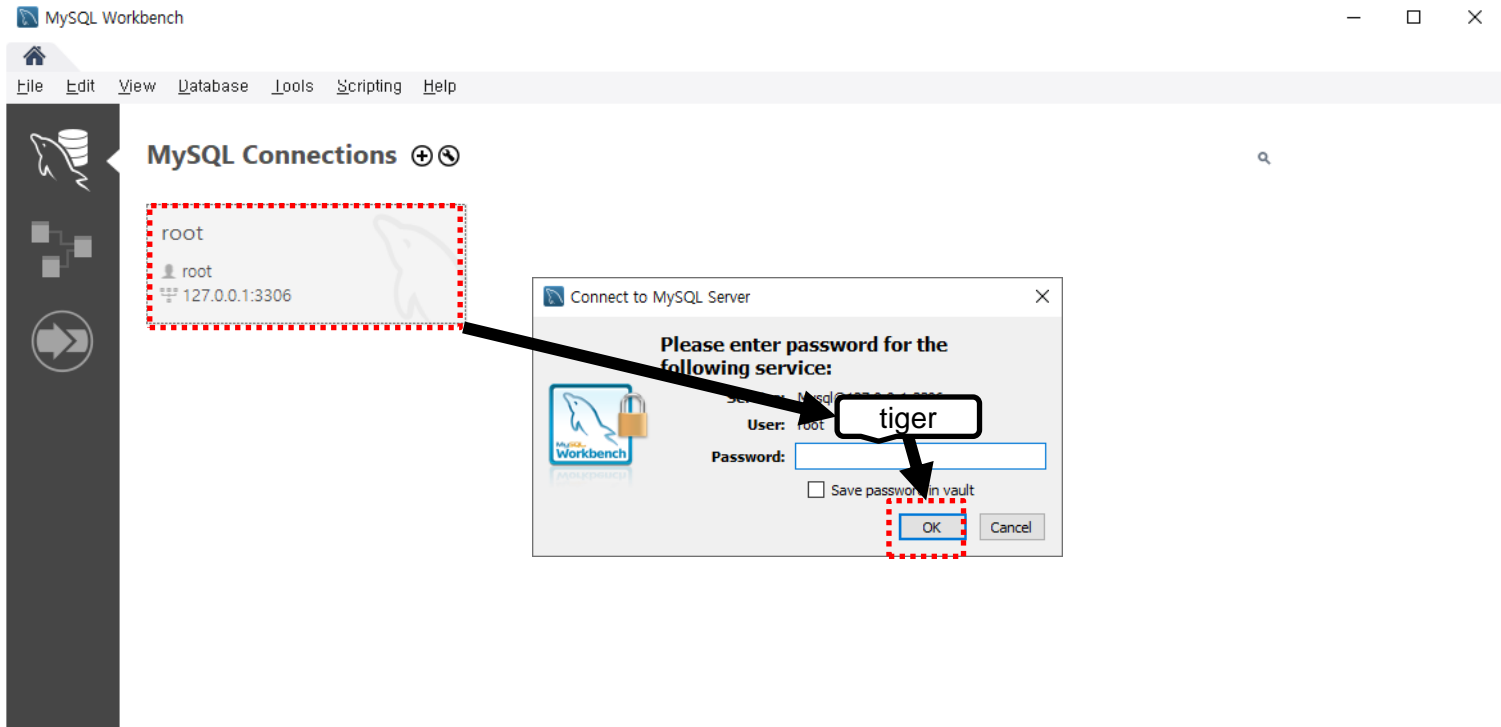 MySQL Workbench
File Edit View Database Tools Scripting Help
MySQL Connections
root
root
127.0.0.1:3306
Connect to MySQL Server
Please enter password for the
following service:
User: root
tiger
Password:
MySQL
Workbench
Save password in vault
OK Cancel